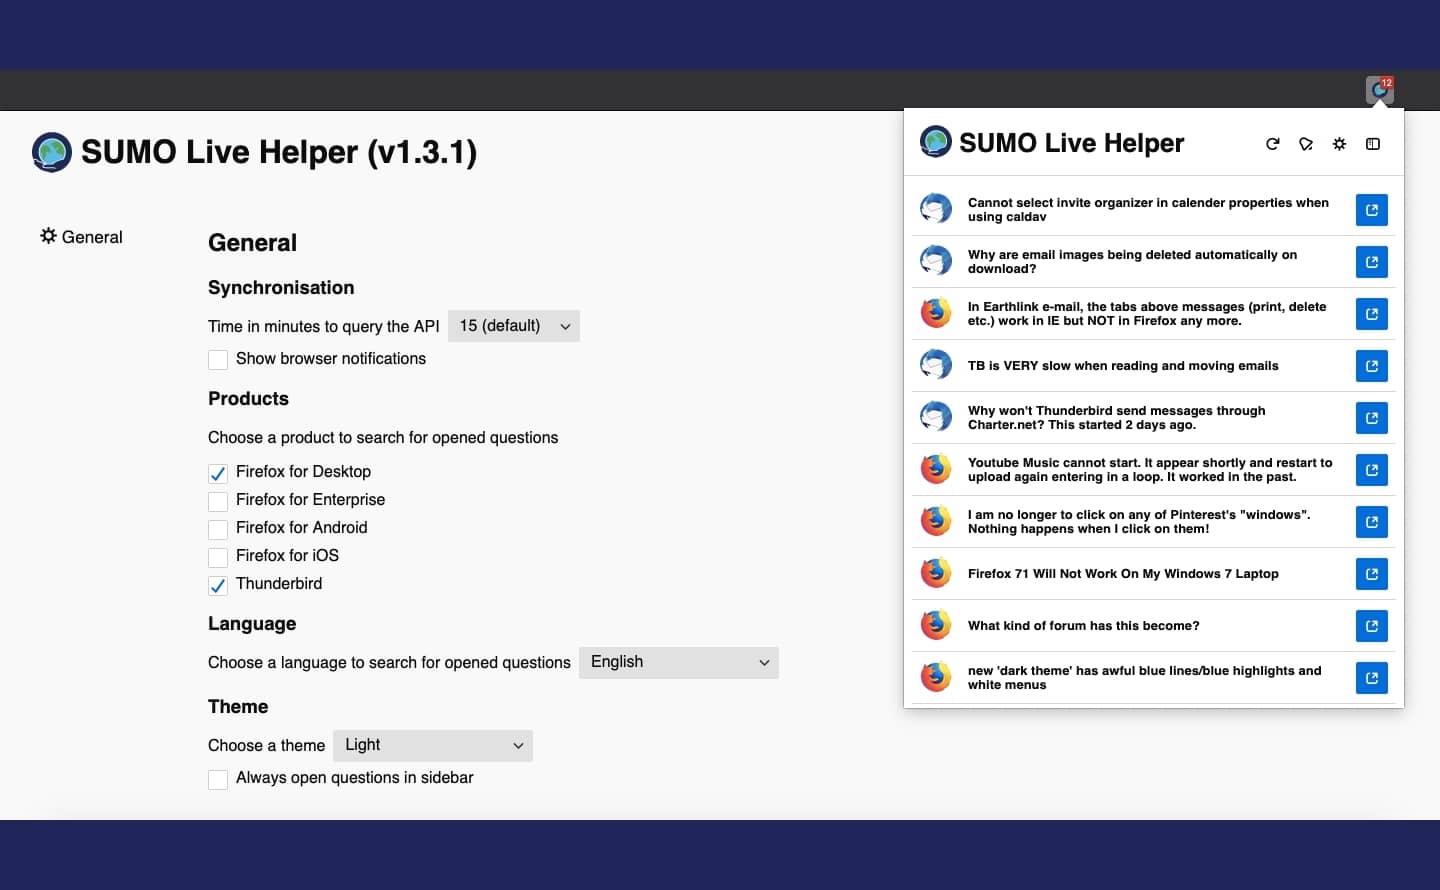 12
SUMO Live Helper (v1.3.1)
General
General
Synchronisation
Time in minutes to query the API 15 (default)
Show browser notifications
Products
Choose a product to search for opened questions
Firefox for Desktop
Firefox for Enterprise
Firefox for Android
Firefox for iOS
Thunderbird
Language
Choose a language to search for opened questions English
Theme
Choose a theme Light
Always open questions in sidebar
SUMO Live Helper
Cannot select invite organizer in calender properties when
using caldav
Why are email images being deleted automatically on
download?
In Earthlink e-mail, the tabs above messages (print, delete
etc.) work in IE but NOT in Firefox any more.
TB is VERY slow when reading and moving emails
Why won't Thunderbird send messages through
Charter.net? This started 2 days ago.
Youtube Music cannot start. It appear shortly and restart to
upload again entering in a loop. It worked in the past.
I am no longer to click on any of Pinterest's "windows".
Nothing happens when I click on them!
Firefox 71 Will Not Work On My Windows 7 Laptop
What kind of forum has this become?
new 'dark theme' has awful blue lines/blue highlights and
white menus